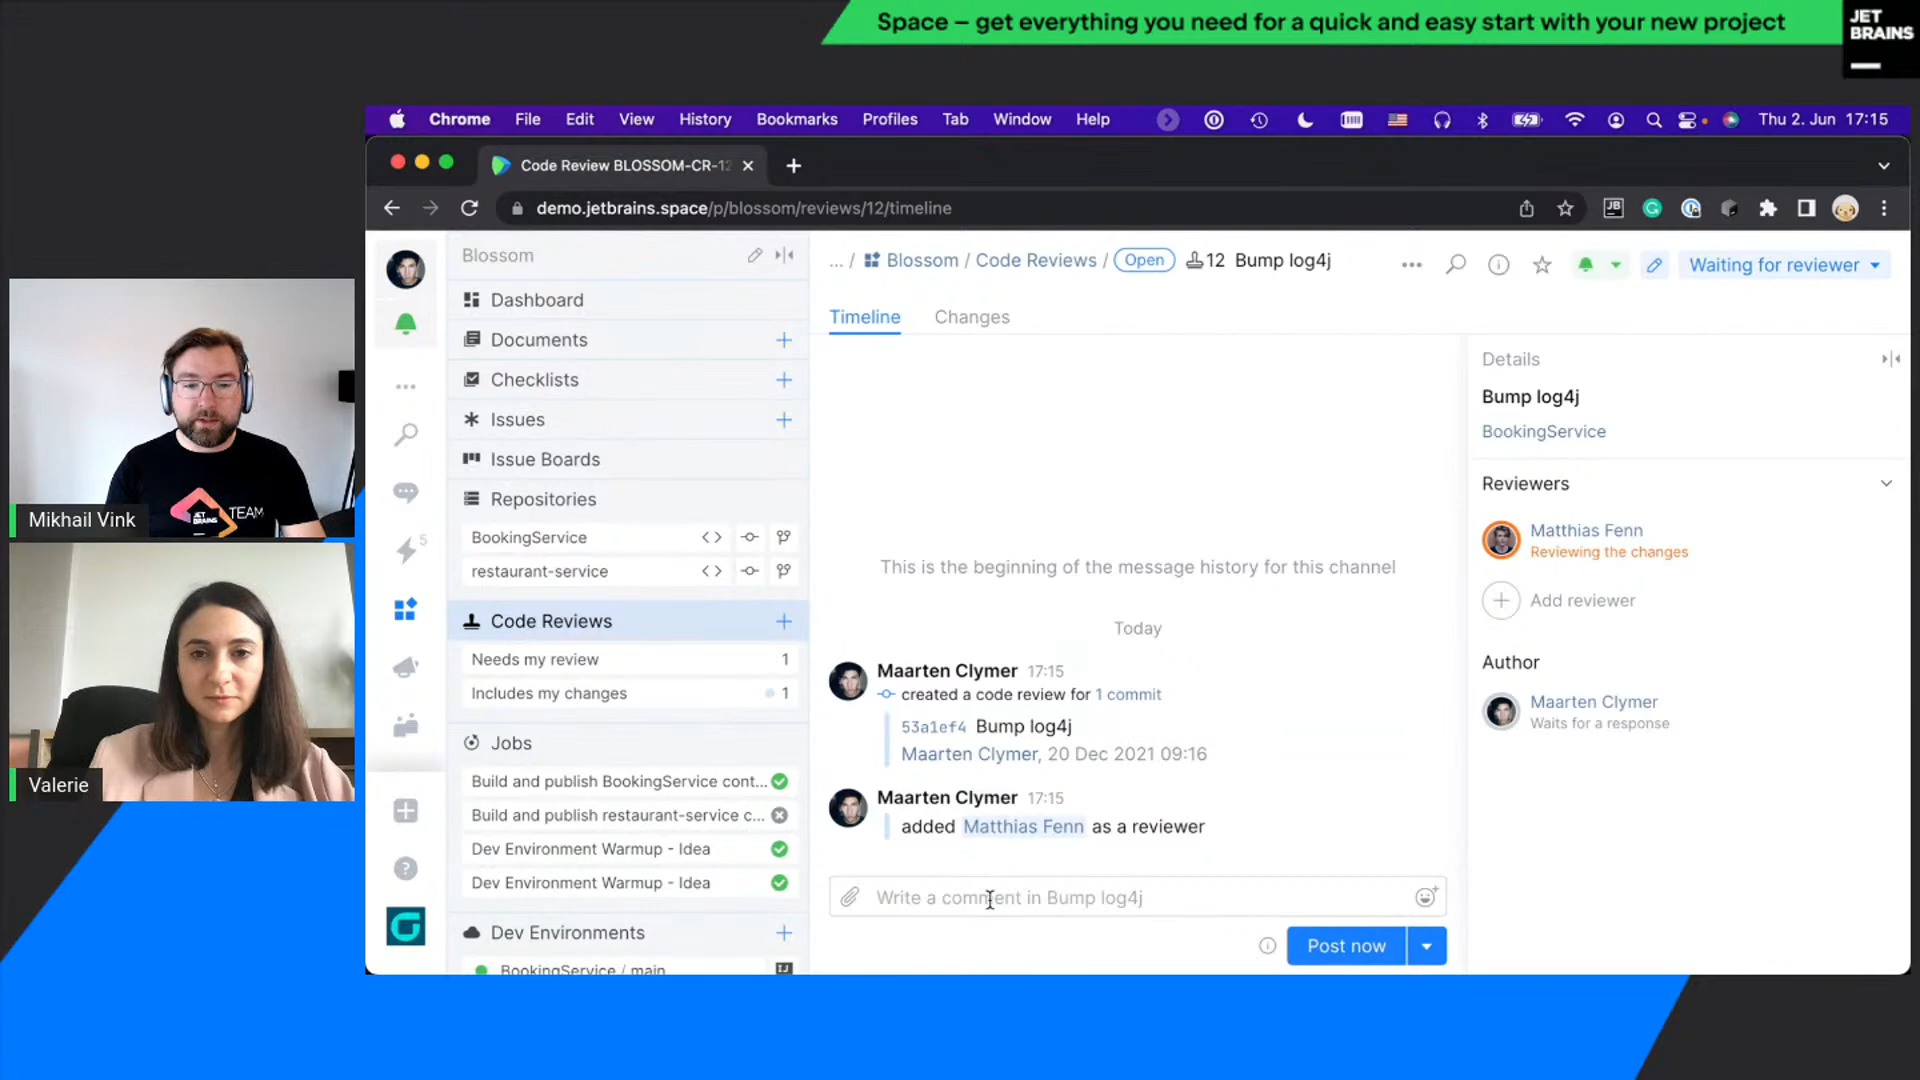 Space – get everything you need for a quick and easy start with your new project
JET
BRAINS
Chrome File Edit View History Bookmarks Profiles Tab Window Help Thu 2. Jun 17:15
Code Review BLOSSOM-CR-12
demo.jetbrains.space/p/blossom/reviews/12/timeline
Blossom
Dashboard
Documents
Checklists
Issues
Issue Boards
Repositories
BookingService
restaurant-service
Code Reviews
Needs my review 1
Includes my changes 1
Jobs
Build and publish BookingService cont...
Build and publish restaurant-service c...
Dev Environment Warmup - Idea
Dev Environment Warmup - Idea
Dev Environments
BookingService / main
5
... / Blossom / Code Reviews / Open 12 Bump log4j
Waiting for reviewer
Timeline Changes
This is the beginning of the message history for this channel
Today
Maarten Clymer 17:15
created a code review for 1 commit
53a1ef4 Bump log4j
Maarten Clymer, 20 Dec 2021 09:16
Maarten Clymer 17:15
added Matthias Fenn as a reviewer
Write a comment in Bump log4j
Post now
Details
Bump log4j
BookingService
Reviewers
Matthias Fenn
Reviewing the changes
Add reviewer
Author
Maarten Clymer
Waits for a response
JET
BRAINS
TEAM
Mikhail Vink
Valerie